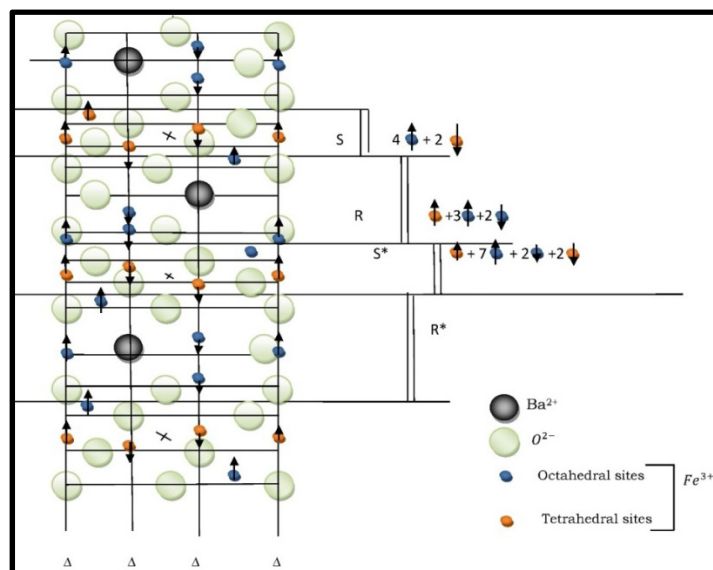 S 4 + 2
R + 3 + 2
S* + 7 + 2 + 2
R*
Ba²⁺
O²⁻
Octahedral sites
Fe³⁺
Tetrahedral sites
Δ Δ Δ Δ